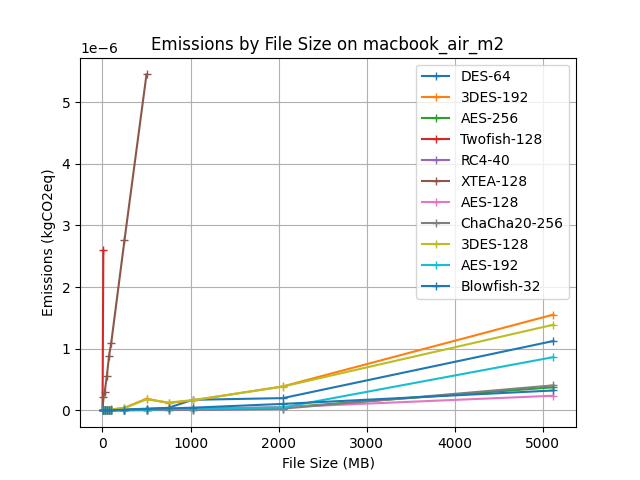 Emissions by File Size on macbook_air_m2
1e−6
5
4
3
2
1
0
Emissions (kgCO2eq)
0
1000
2000
3000
4000
5000
File Size (MB)
DES-64
3DES-192
AES-256
Twofish-128
RC4-40
XTEA-128
AES-128
ChaCha20-256
3DES-128
AES-192
Blowfish-32